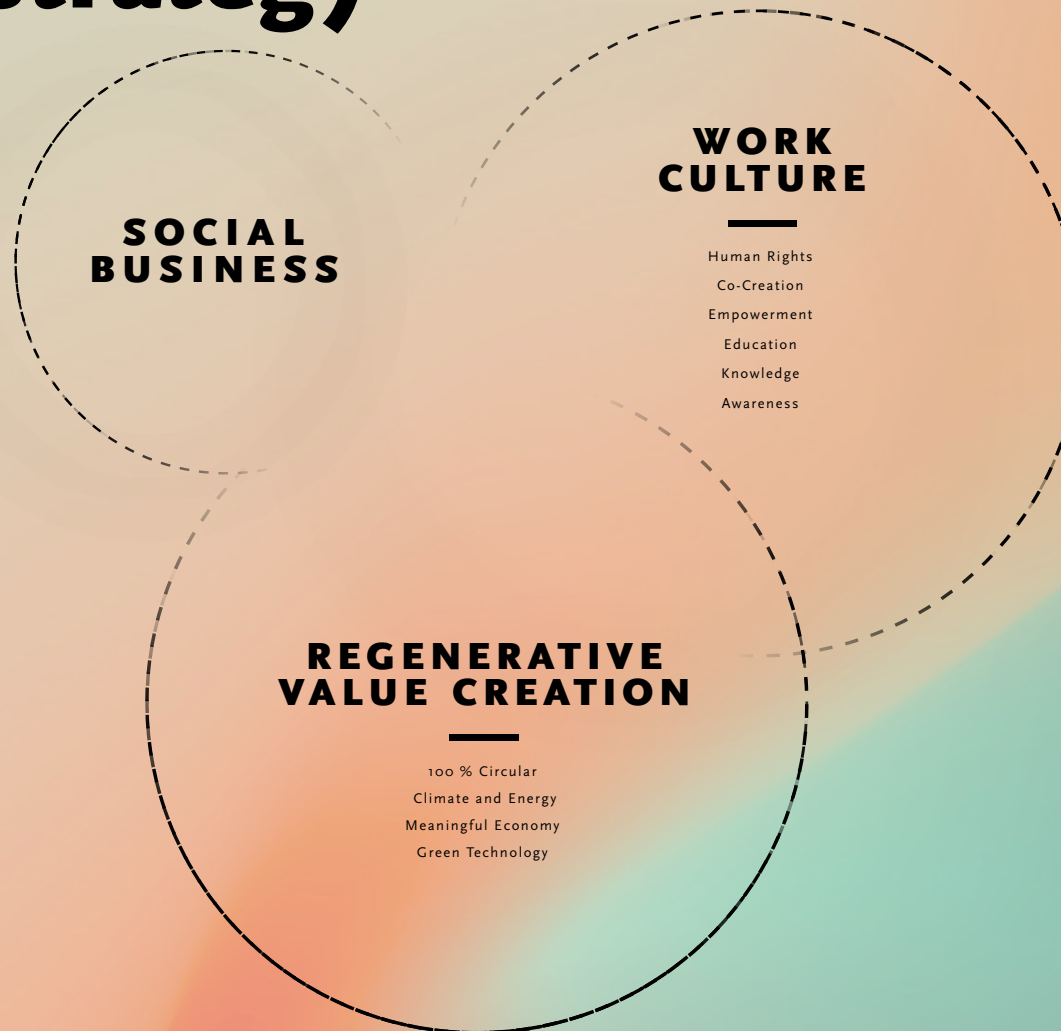 SOCIAL
BUSINESS
WORK
CULTURE
Human Rights
Co-Creation
Empowerment
Education
Knowledge
Awareness
REGENERATIVE
VALUE CREATION
100 % Circular
Climate and Energy
Meaningful Economy
Green Technology